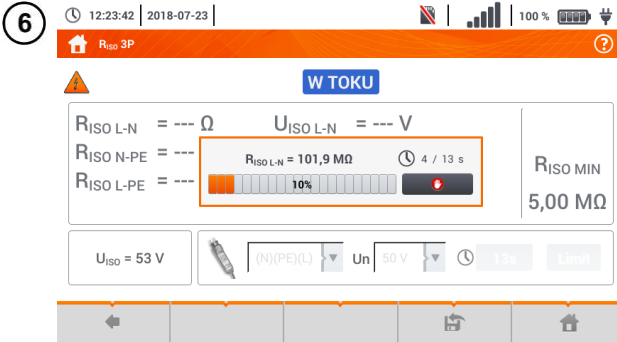 6
12:23:42 2018-07-23 100 %
RISO 3P ?
W TOKU
RISO L-N = --- Ω UISO L-N = --- V
RISO N-PE = ---
RISO L-PE = ---
RISO L-N = 101,9 MΩ 4 / 13 s
10%
RISO MIN
5,00 MΩ
UISO = 53 V (N)(PE)(L) Un 50 V 13s Limit